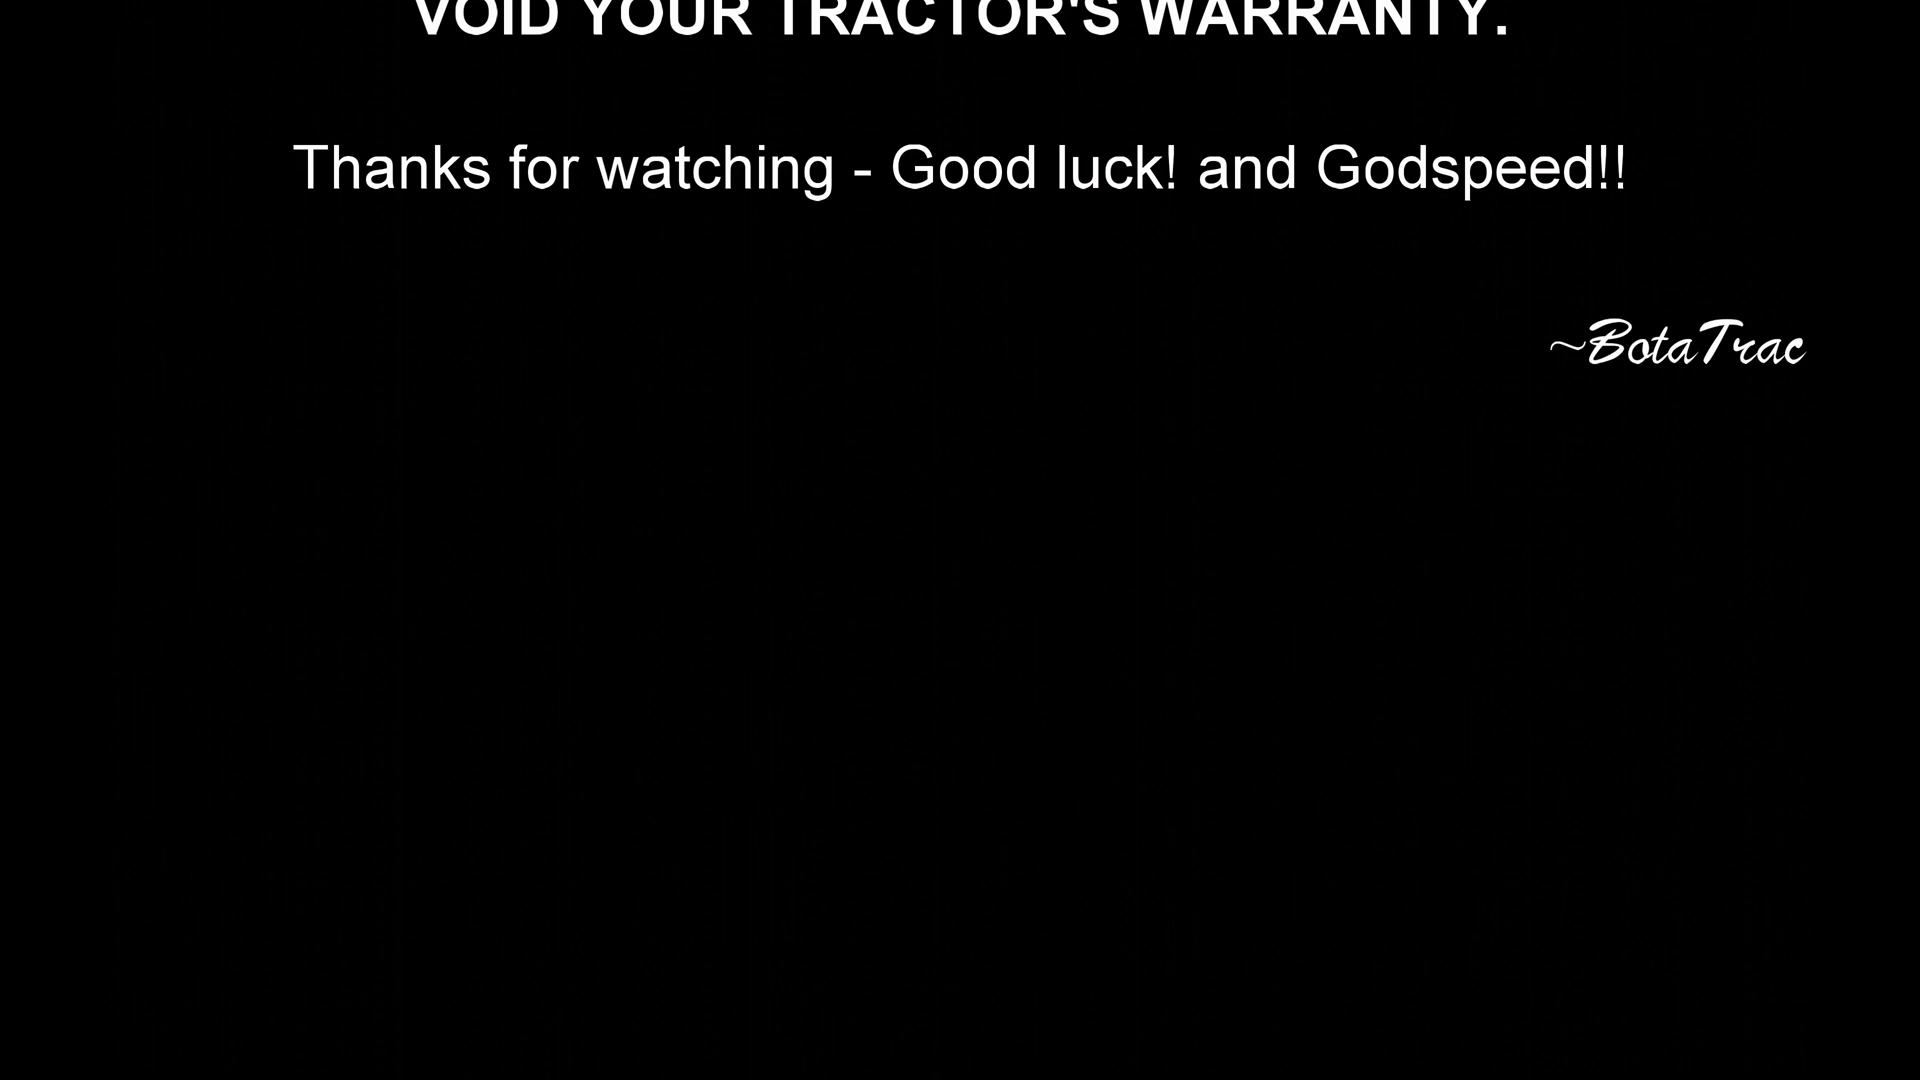 VOID YOUR TRACTOR'S WARRANTY.
Thanks for watching - Good luck! and Godspeed!!
~BotaTrac